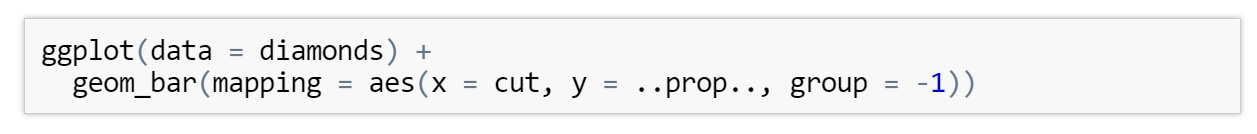 ggplot(data = diamonds) +
  geom_bar(mapping = aes(x = cut, y = ..prop.., group = -1))